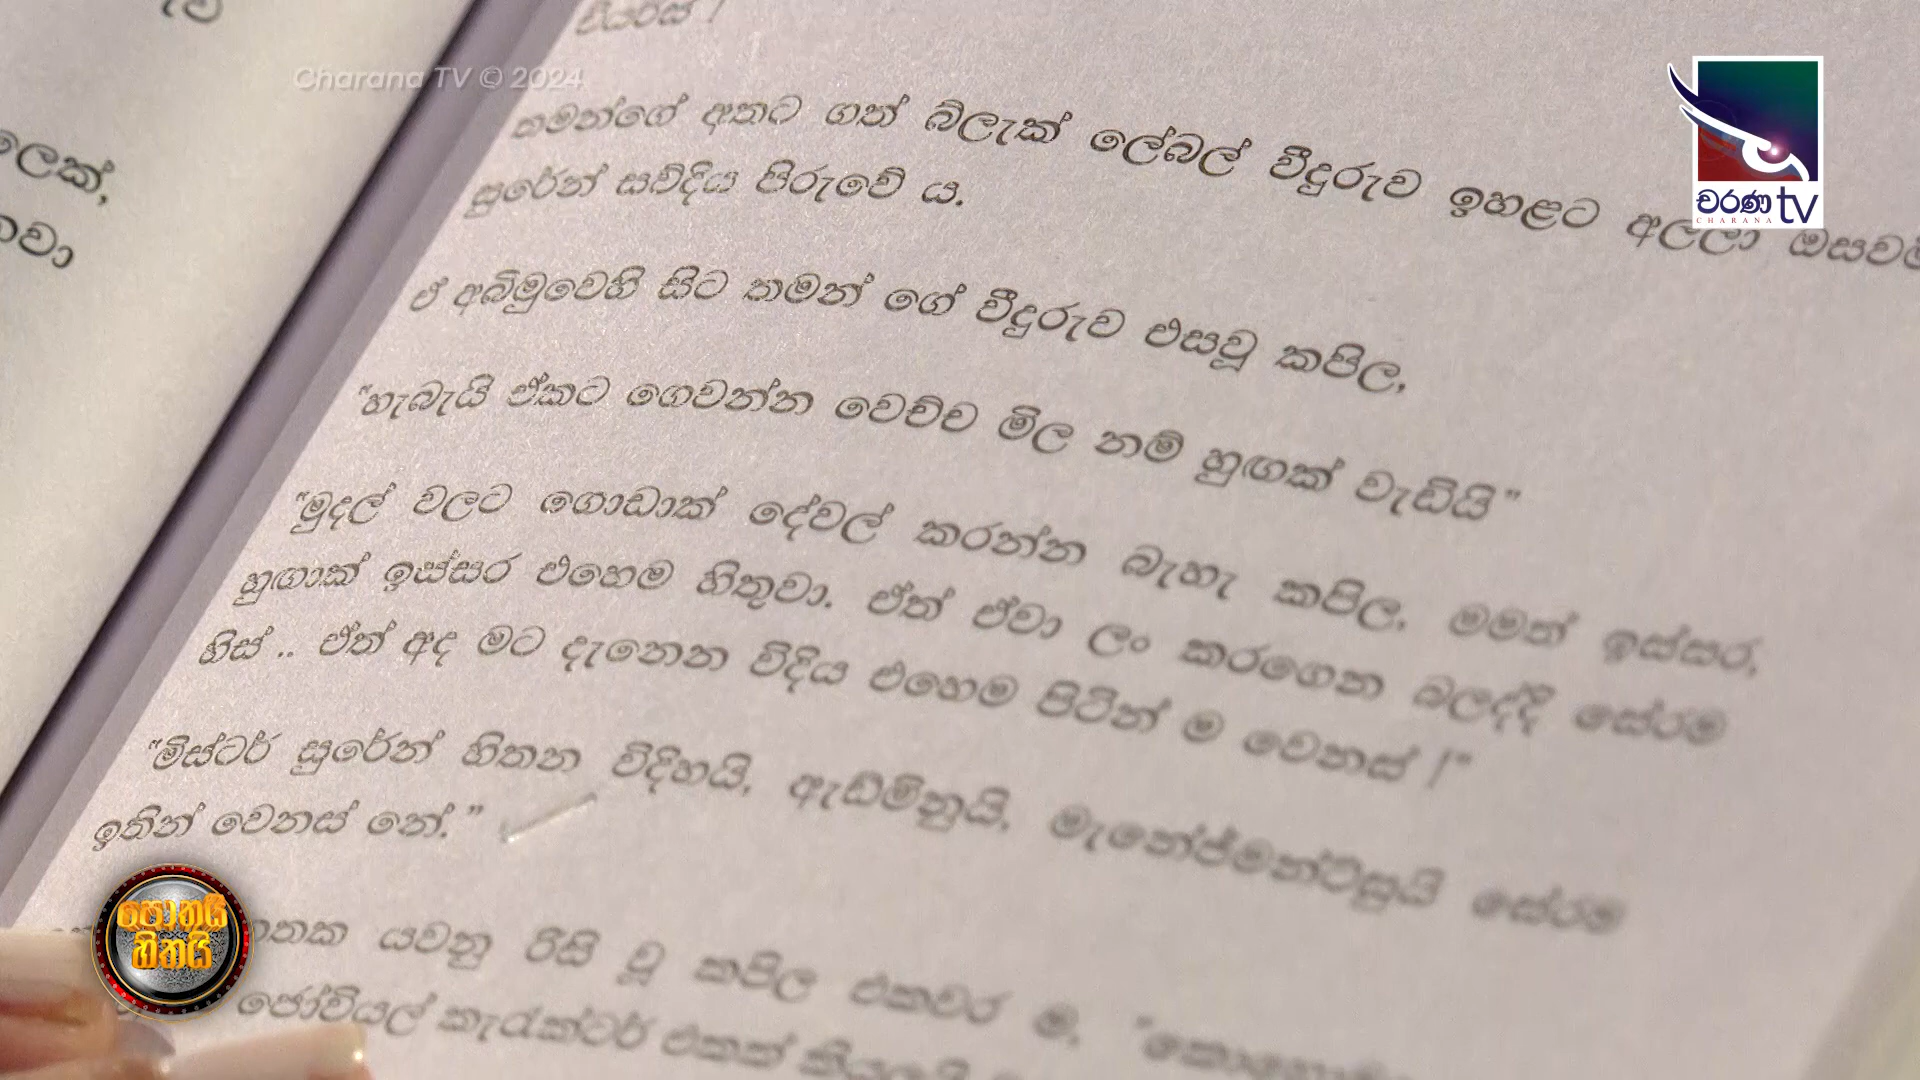 චියර්ස් !
Charana TV © 2024
තමන්ගේ අතට ගත් බ්ලැක් ලේබල් වීදුරුව ඉහළට අල්ලා ඔසවමි
සුරේන් සව්දිය පිරුවේ ය.
ලෙක්,
වා
ඒ අබිමුවෙහි සිට තමන් ගේ වීදුරුව එසවූ කපිල,
"හැබැයි ඒකට ගෙවන්න වෙච්ච මිල නම් හුඟක් වැඩියි"
"මුදල් වලට ගොඩාක් දේවල් කරන්න බැහැ කපිල. මමත් ඉස්සර,
හුඟාක් ඉස්සර එහෙම හිතුවා. ඒත් ඒවා ලං කරගෙන බලද්දි සේරම
හිස් .. ඒත් අද මට දැනෙන විදිය එහෙම පිටින් ම වෙනස් !"
"මිස්ටර් සුරේන් හිතන විදිහයි, ඇඩ්මිනුයි, මැනේජ්මන්ට්සුයි සේරම
ඉතින් වෙනස් නේ."
යවනු රිසි වූ කපිල එකවර ම,
ජෝවියල් කැරැක්ටර් එකක්
චරණ tv
CHARANA
පොතයි
හිතයි